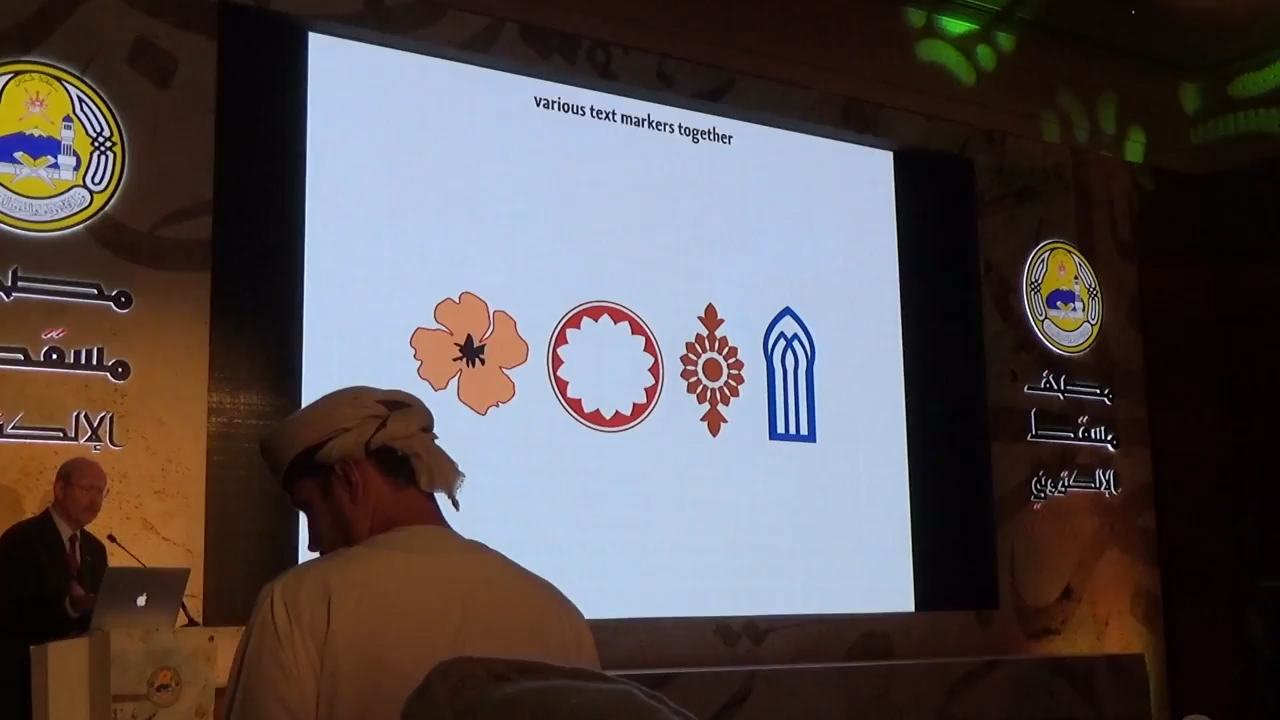 various text markers together
مصحف
مسقط
الإلكتروني